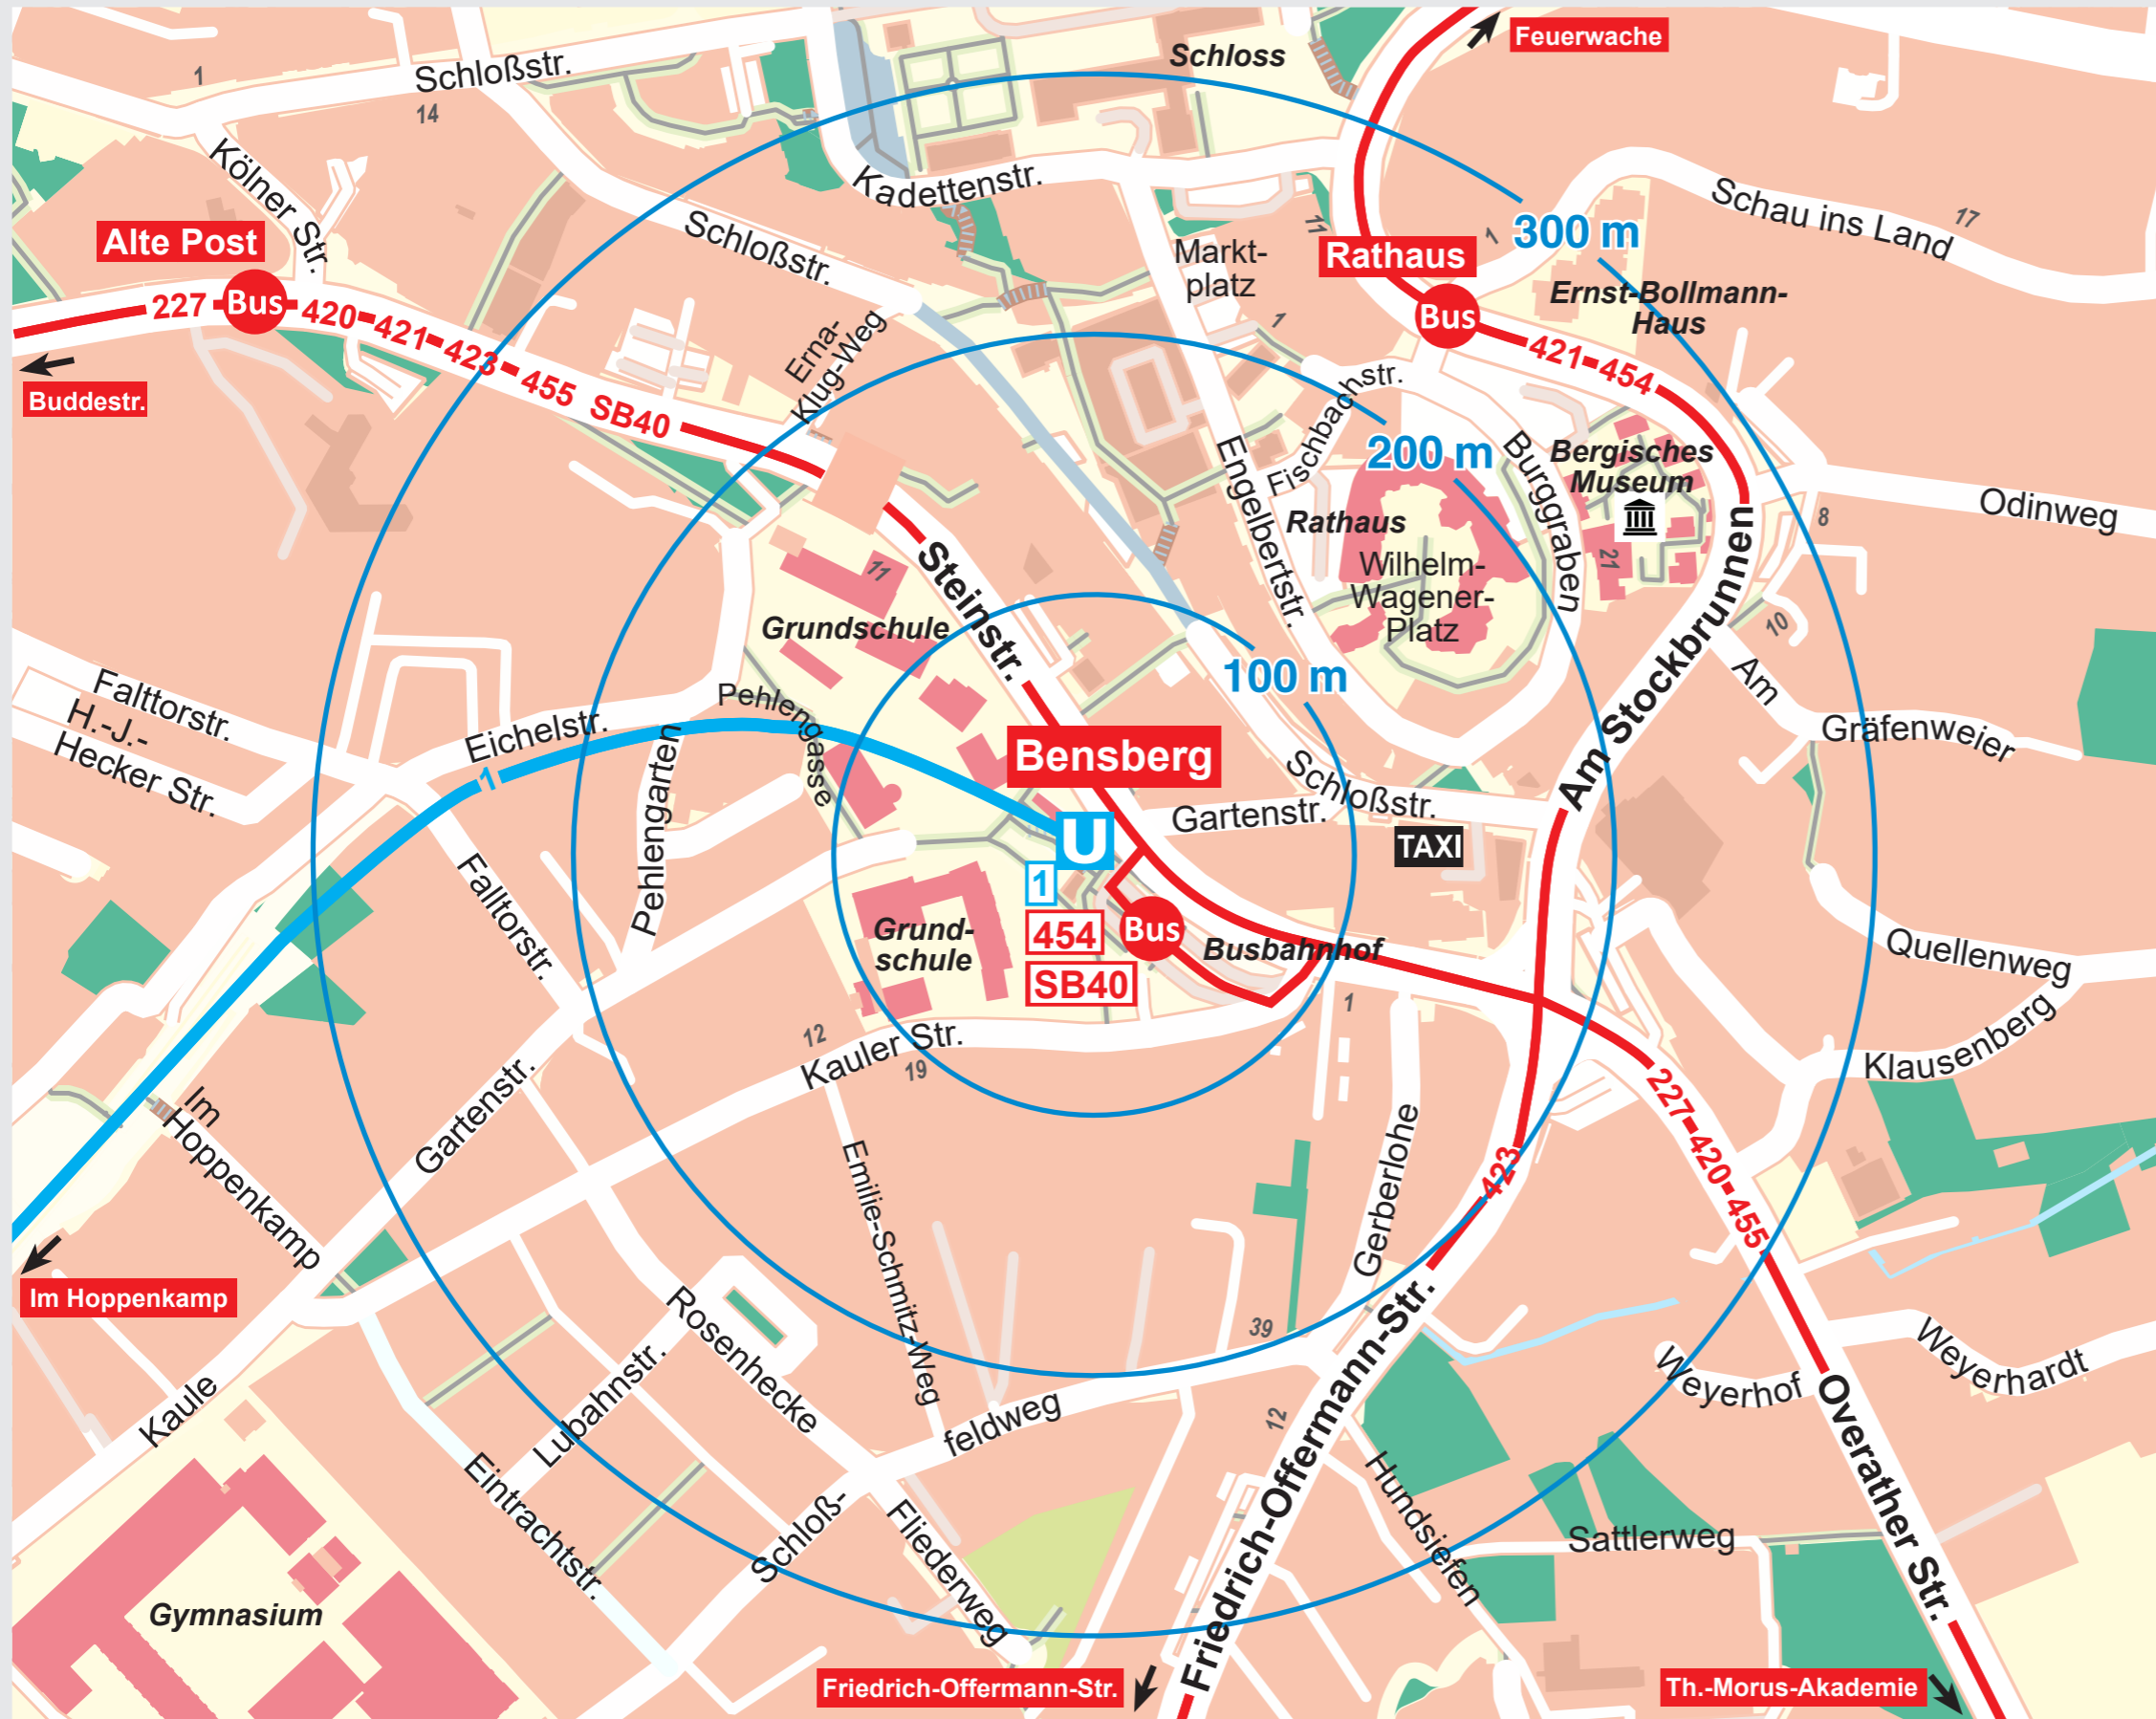 Feuerwache
Schloss
1
Schloßstr.
14
Kölner Str.
Kadettenstr.
Schau ins Land
17
11
1
300 m
Alte Post
Schloßstr.
Markt-
platz
Rathaus
227
Bus
420
421
423
455
SB40
Bus
Ernst-Bollmann-
Haus
1
421
454
Buddestr.
Erna-
Klug-Weg
Fischbachstr.
200 m
Burggraben
Bergisches
Museum
Engelbertstr.
Odinweg
8
Rathaus
21
11
Steinstr.
Wilhelm-
Wagener-
Platz
Grundschule
10
100 m
Am Stockbrunnen
Am
Gräfenweier
Falttorstr.
H.-J.-
Hecker Str.
Eichelstr.
Pehlengasse
Pehlengarten
1
Bensberg
Schloßstr.
Gartenstr.
TAXI
U
1
Falltorstr.
454
Bus
Busbahnhof
SB40
Grund-
schule
Quellenweg
1
12
Kauler Str.
19
Klausenberg
Im
Hoppenkamp
Gartenstr.
227
420
455
423
Gerberlohe
Emilie-Schmitz-Weg
Im Hoppenkamp
Rosenhecke
39
Friedrich-Offermann-Str.
Weyerhof
Weyerhardt
Kaule
Lubahnstr.
feldweg
Schloß-
12
Overather Str.
Eintrachtstr.
Fliederweg
Hundsiefen
Sattlerweg
Gymnasium
Friedrich-Offermann-Str.
Th.-Morus-Akademie